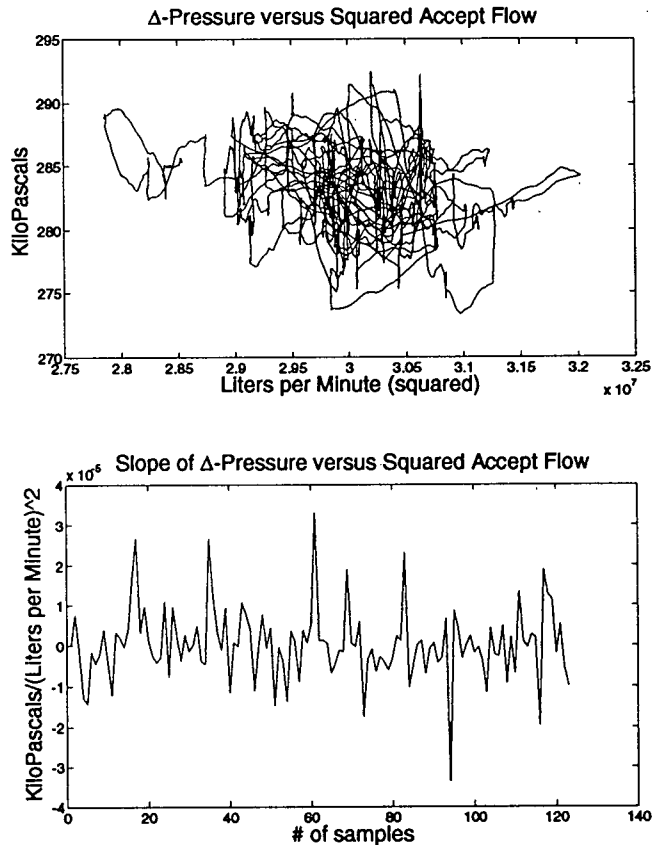 Δ-Pressure versus Squared Accept Flow
295
290
285
280
275
270
KiloPascals
2.75 2.8 2.85 2.9 2.95 3 3.05 3.1 3.15 3.2 3.25
Liters per Minute (squared)
x 10^7
Slope of Δ-Pressure versus Squared Accept Flow
x 10^-5
4
3
2
1
0
-1
-2
-3
-4
KiloPascals/(Liters per Minute)^2
0 20 40 60 80 100 120 140
# of samples